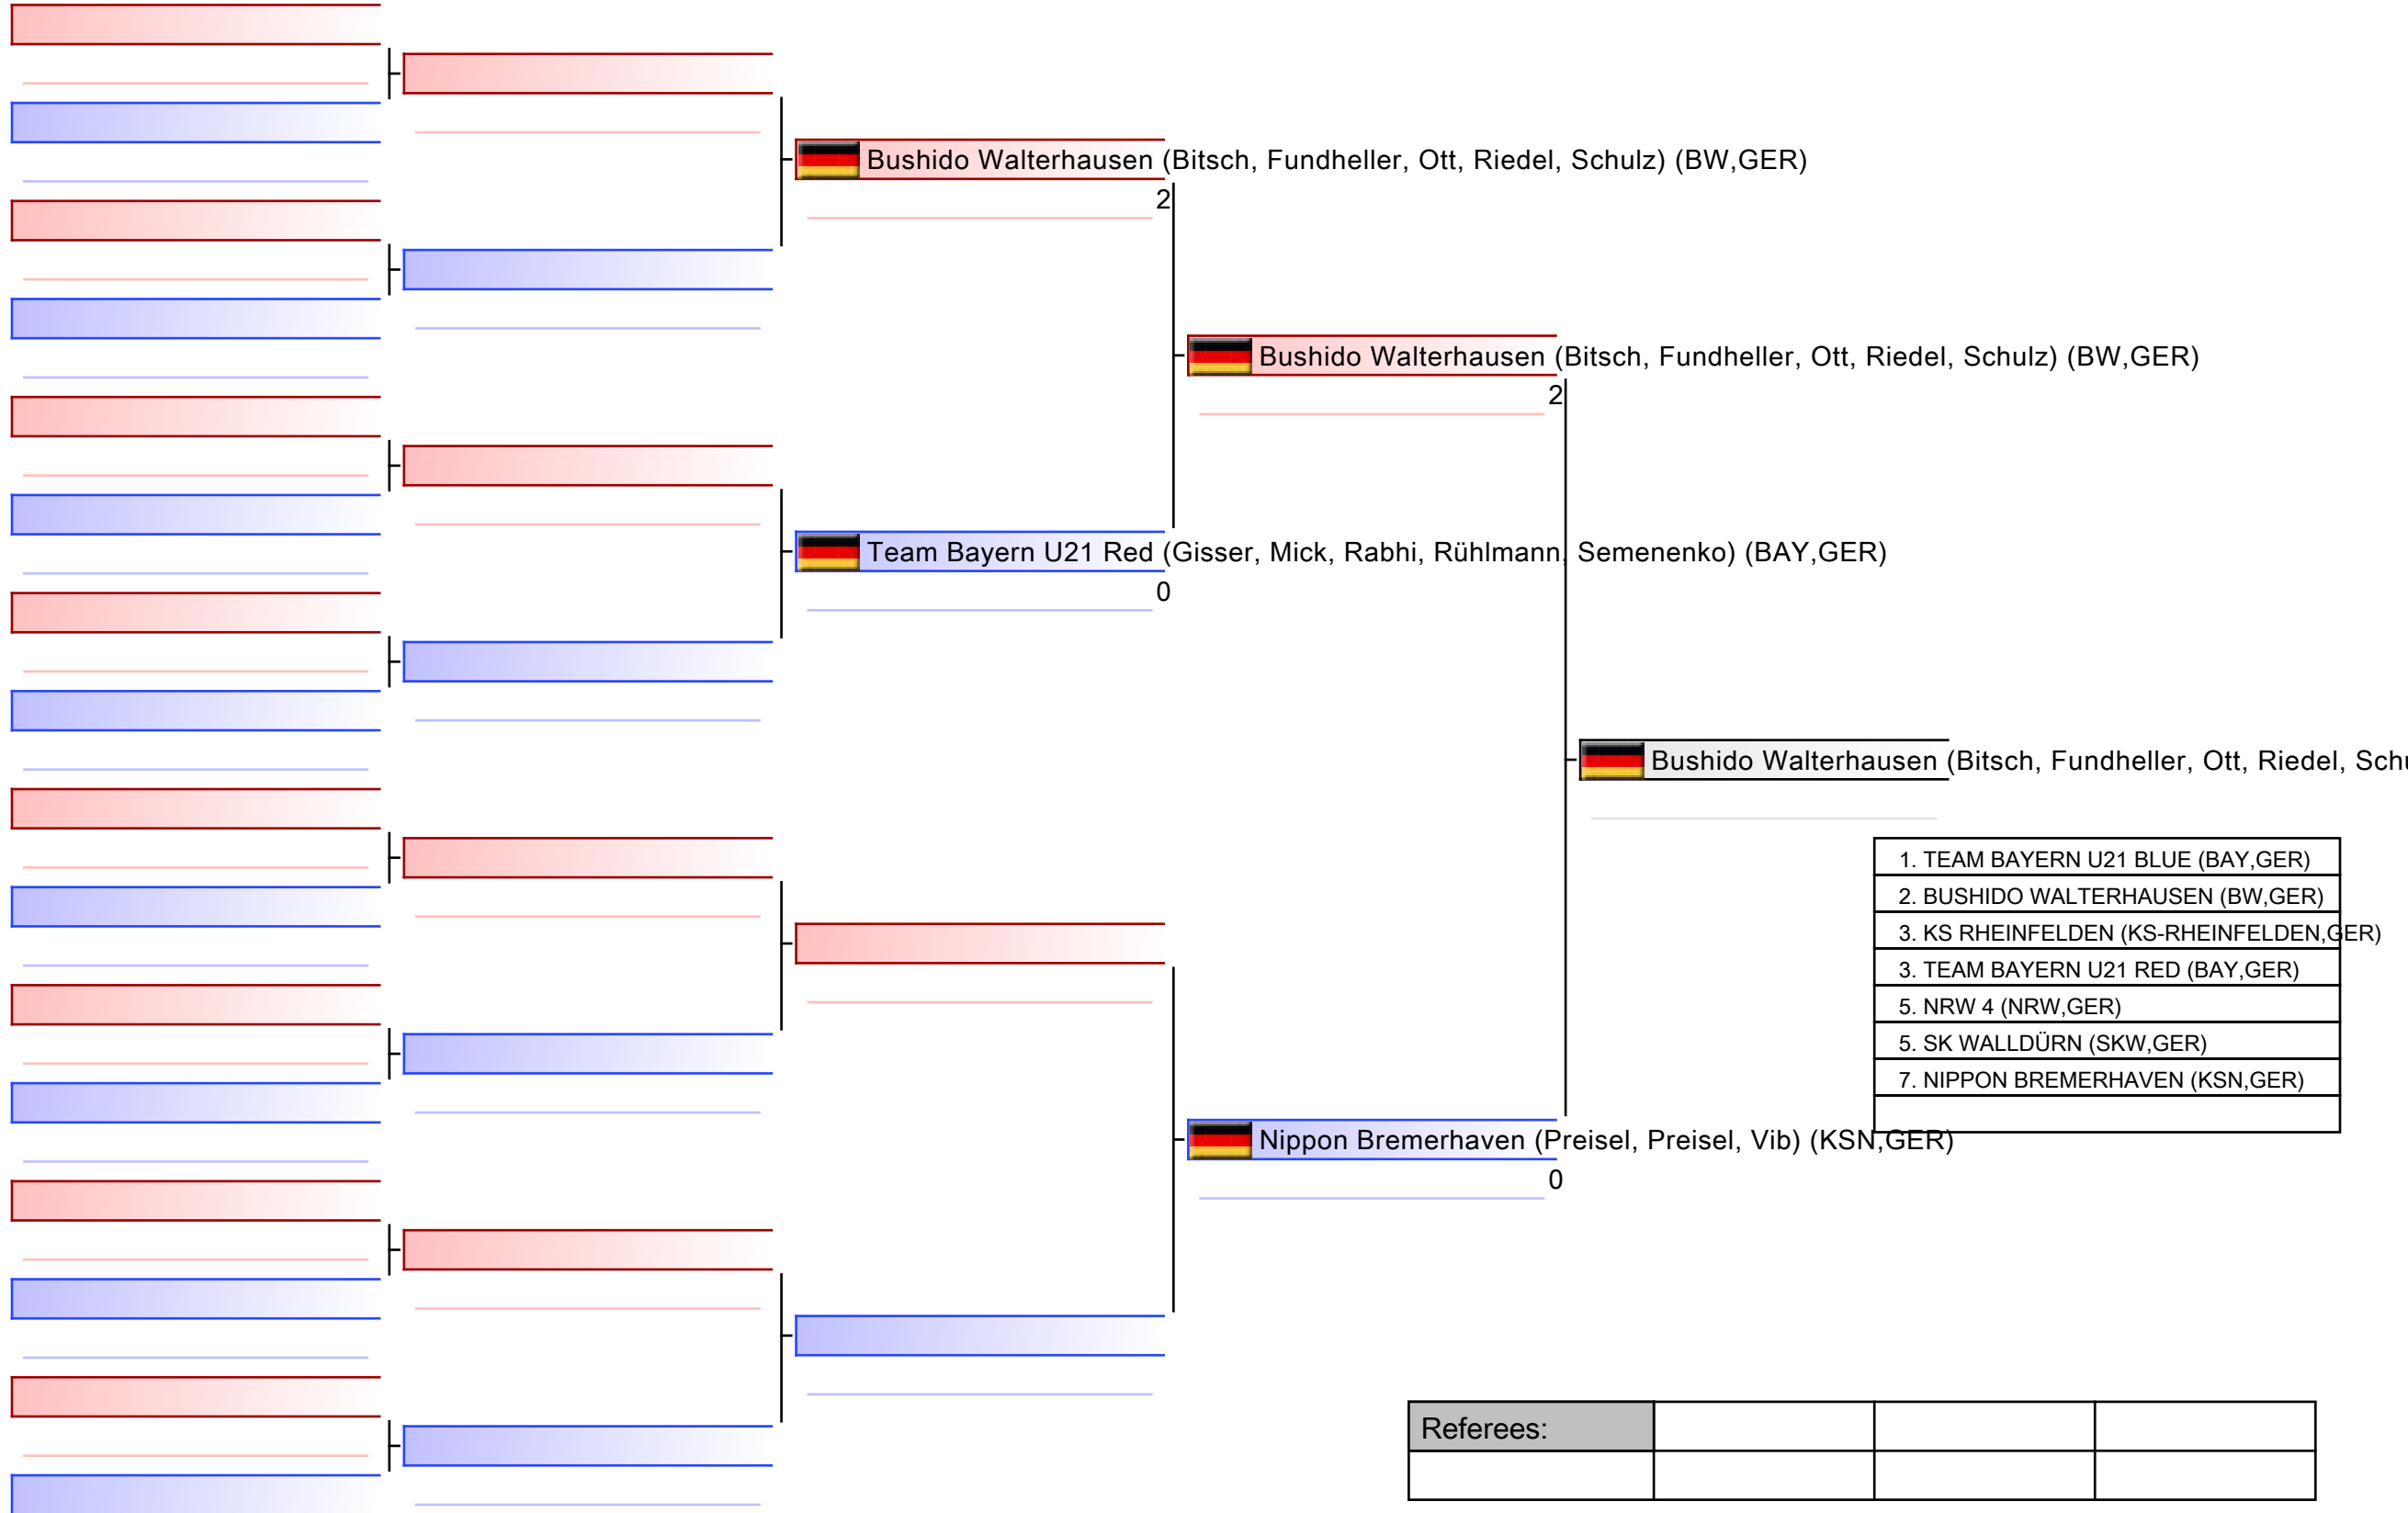 Bushido Walterhausen (Bitsch, Fundheller, Ott, Riedel, Schulz) (BW,GER)
2
Bushido Walterhausen (Bitsch, Fundheller, Ott, Riedel, Schulz) (BW,GER)
2
Team Bayern U21 Red (Gisser, Mick, Rabhi, Rühlmann, Semenenko) (BAY,GER)
0
Bushido Walterhausen (Bitsch, Fundheller, Ott, Riedel, Schu
1. TEAM BAYERN U21 BLUE (BAY,GER)
2. BUSHIDO WALTERHAUSEN (BW,GER)
3. KS RHEINFELDEN (KS-RHEINFELDEN,GER)
3. TEAM BAYERN U21 RED (BAY,GER)
5. NRW 4 (NRW,GER)
5. SK WALLDÜRN (SKW,GER)
7. NIPPON BREMERHAVEN (KSN,GER)
Nippon Bremerhaven (Preisel, Preisel, Vib) (KSN,GER)
0
Referees: